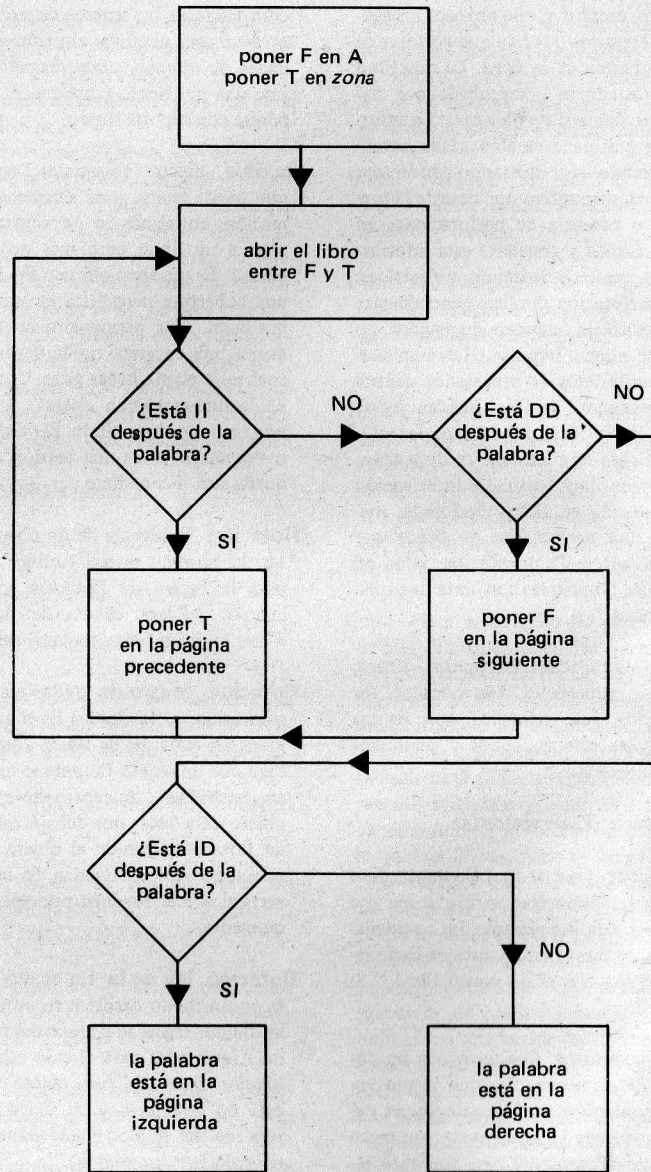 poner F en A
poner T en zona
abrir el libro
entre F y T
¿Está II
después de la
palabra?
NO
¿Está DD
después de la
palabra?
NO
SI
SI
poner T
en la página
precedente
poner F
en la página
siguiente
¿Está ID
después de la
palabra?
NO
SI
la palabra
está en la
página
izquierda
la palabra
está en la
página
derecha